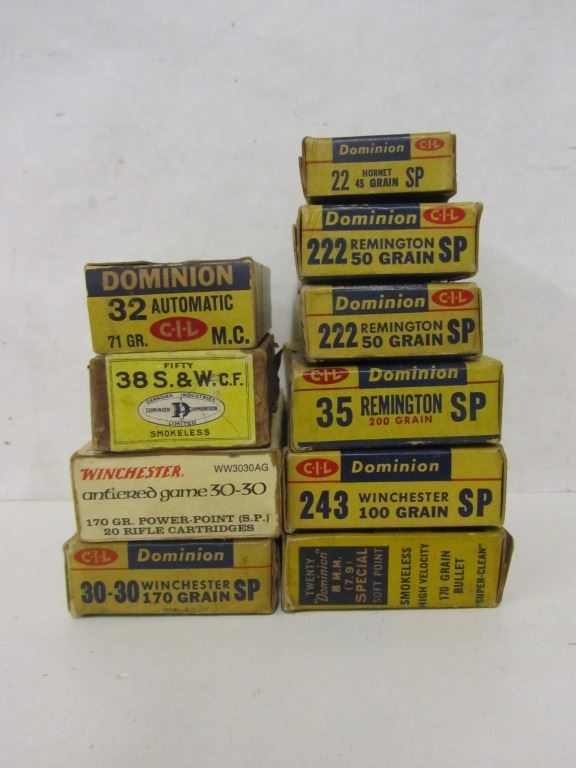 DOMINION
32 AUTOMATIC
71 GR. C-I-L M.C.
FIFTY
38 S. & W. C.F.
CANADIAN INDUSTRIES
DOMINION D AMMUNITION
LIMITED
SMOKELESS
WINCHESTER. WW3030AG
antlered game 30-30
170 GR. POWER-POINT (S.P.)
20 RIFLE CARTRIDGES
C-I-L Dominion
30-30 WINCHESTER SP
170 GRAIN
Dominion C-I-L
22 HORNET SP
45 GRAIN
Dominion C-I-L
222 REMINGTON SP
50 GRAIN
Dominion C-I-L
222 REMINGTON SP
50 GRAIN
C-I-L Dominion
35 REMINGTON SP
200 GRAIN
C-I-L Dominion
243 WINCHESTER SP
100 GRAIN
TWENTY
"Dominion"
8 M.M.
(7.9)
SPECIAL
SOFT POINT
SMOKELESS
HIGH VELOCITY
170 GRAIN
BULLET
"SUPER-CLEAN"